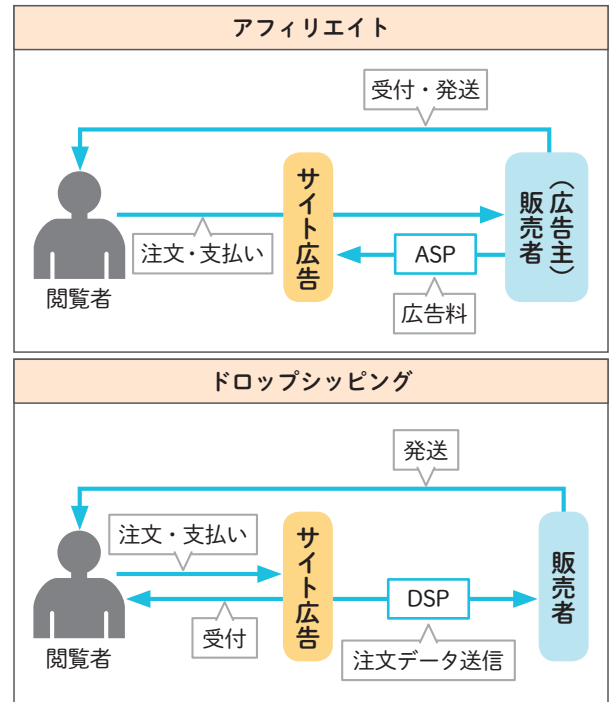 アフィリエイト
受付・発送
サイト広告
販売者
（広告主）
注文・支払い
ASP
広告料
閲覧者
ドロップシッピング
発送
注文・支払い
サイト広告
販売者
DSP
受付
注文データ送信
閲覧者